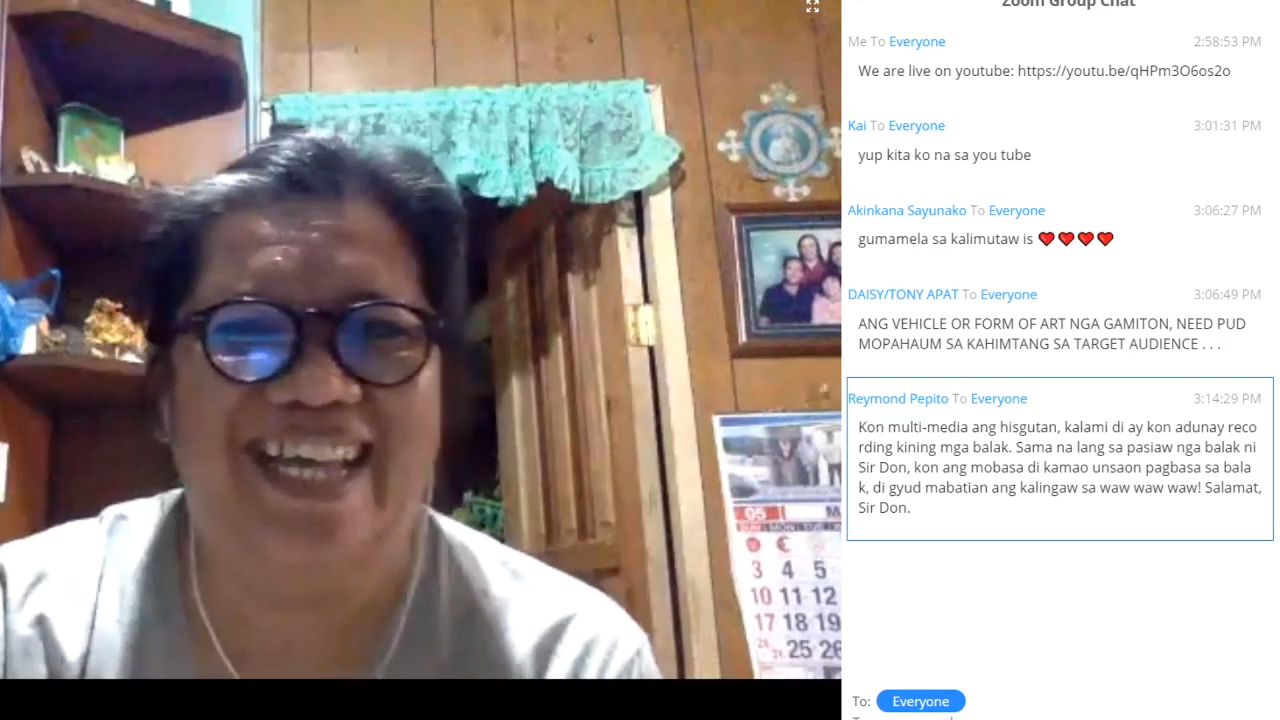 Zoom Group Chat
Me To Everyone 2:58:53 PM
We are live on youtube: https://youtu.be/qHPm3O6os2o
Kai To Everyone 3:01:31 PM
yup kita ko na sa you tube
Akinkana Sayunako To Everyone 3:06:27 PM
gumamela sa kalimutaw is ❤❤❤❤
DAISY/TONY APAT To Everyone 3:06:49 PM
ANG VEHICLE OR FORM OF ART NGA GAMITON, NEED PUD
MOPAHAUM SA KAHIMTANG SA TARGET AUDIENCE . . .
Reymond Pepito To Everyone 3:14:29 PM
Kon multi-media ang hisgutan, kalami di ay kon adunay reco
rding kining mga balak. Sama na lang sa pasiaw nga balak ni
Sir Don, kon ang mobasa di kamao unsaon pagbasa sa bala
k, di gyud mabatian ang kalingaw sa waw waw waw! Salamat,
Sir Don.
To: Everyone
05
SUN MON TUE
3 4 5
10 11 12
17 18 19
25 26